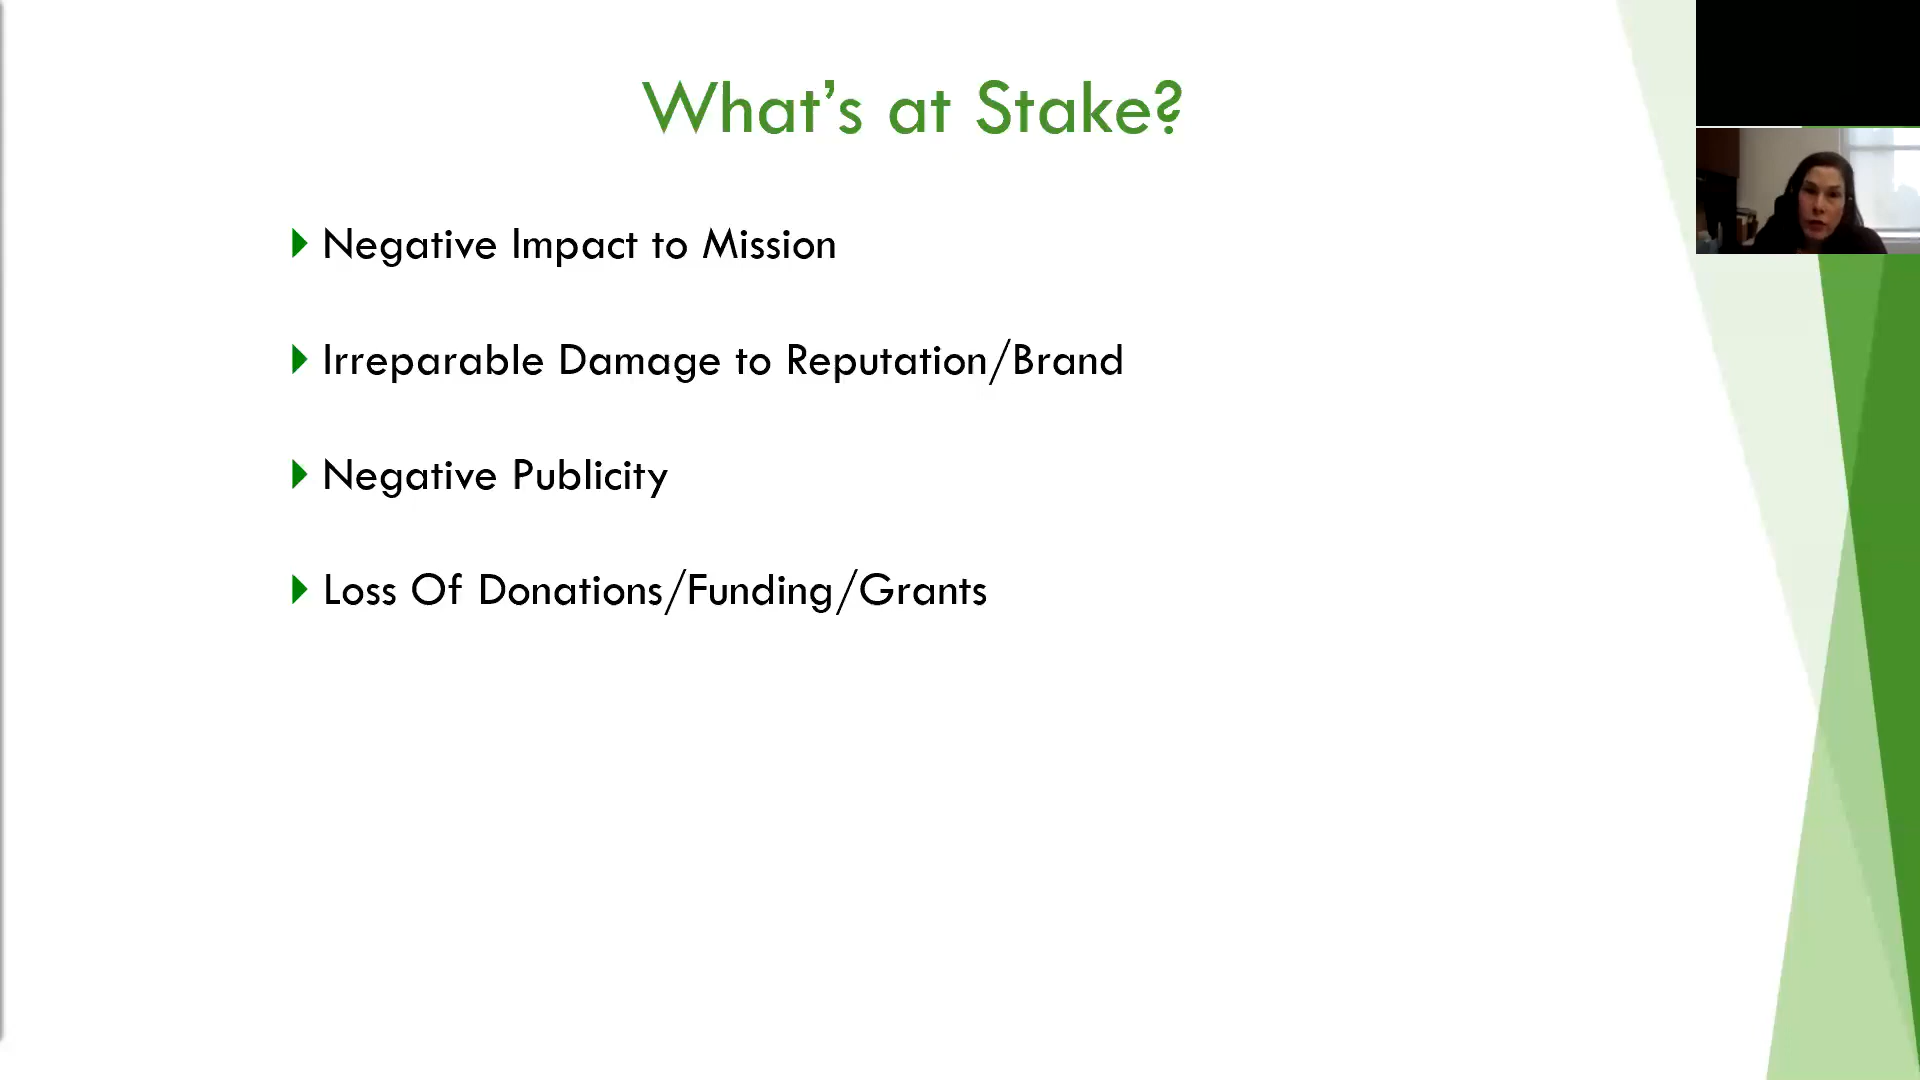 What’s at Stake?
Negative Impact to Mission
Irreparable Damage to Reputation/Brand
Negative Publicity
Loss Of Donations/Funding/Grants